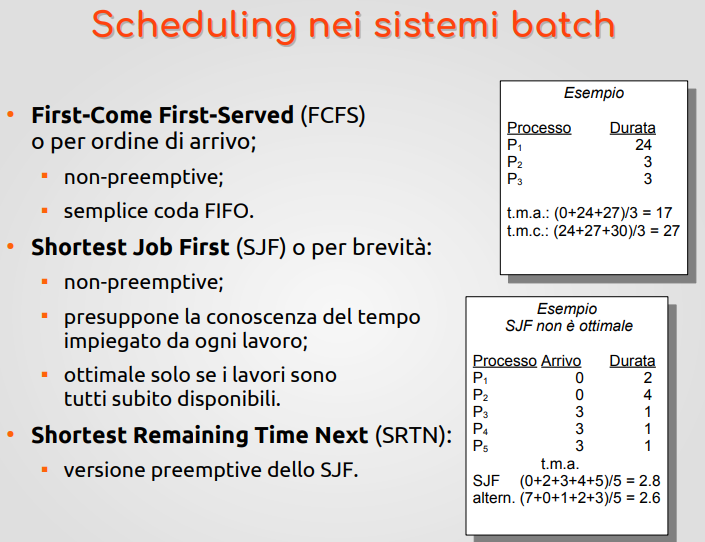 Scheduling nei sistemi batch
• First-Come First-Served (FCFS)
o per ordine di arrivo;
▪ non-preemptive;
▪ semplice coda FIFO.
• Shortest Job First (SJF) o per brevità:
▪ non-preemptive;
▪ presuppone la conoscenza del tempo
impiegato da ogni lavoro;
▪ ottimale solo se i lavori sono
tutti subito disponibili.
• Shortest Remaining Time Next (SRTN):
▪ versione preemptive dello SJF.
Esempio
Processo Durata
P₁ 24
P₂ 3
P₃ 3
t.m.a.: (0+24+27)/3 = 17
t.m.c.: (24+27+30)/3 = 27
Esempio
SJF non è ottimale
Processo Arrivo Durata
P₁ 0 2
P₂ 0 4
P₃ 3 1
P₄ 3 1
P₅ 3 1
t.m.a.
SJF (0+2+3+4+5)/5 = 2.8
altern. (7+0+1+2+3)/5 = 2.6